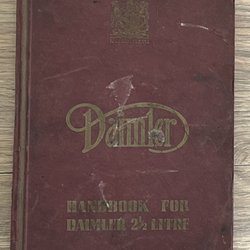 Daimler
HANDBOOK FOR
DAIMLER 2½ LITRE